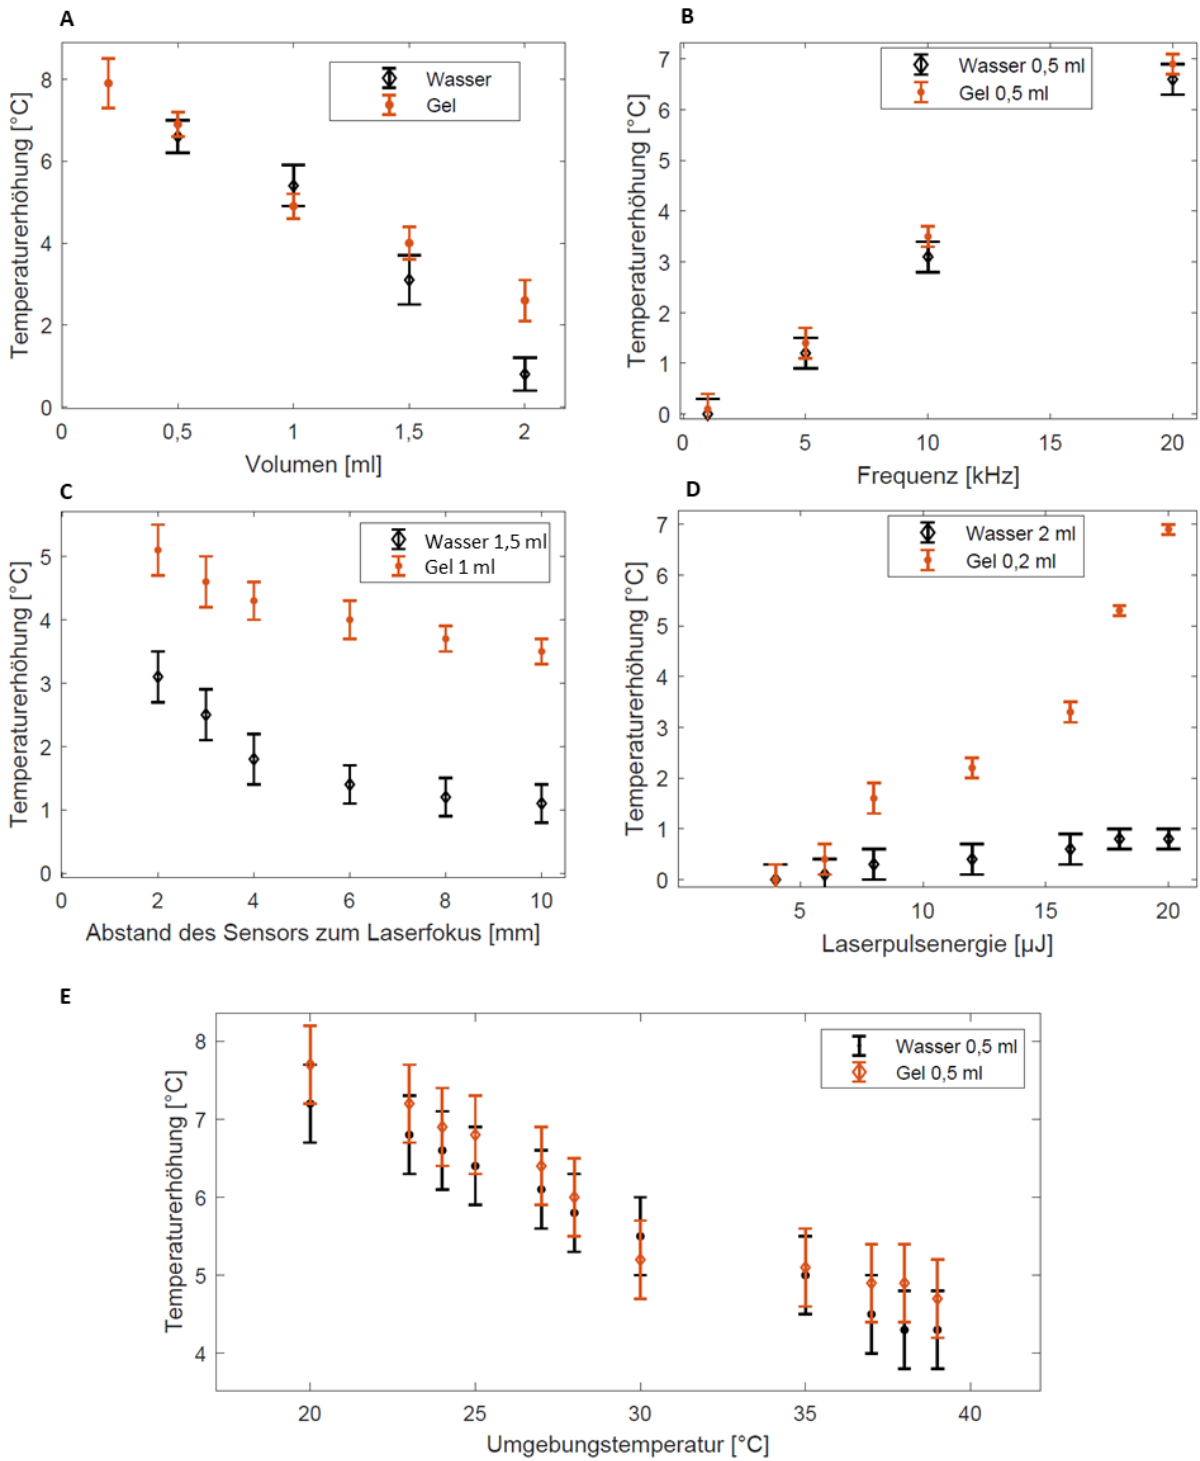 A
Temperaturerhöhung [°C]
8
6
4
2
0
0
0,5
1
1,5
2
Volumen [ml]
Wasser
Gel
B
Temperaturerhöhung [°C]
7
6
5
4
3
2
1
0
0
5
10
15
20
Frequenz [kHz]
Wasser 0,5 ml
Gel 0,5 ml
C
Temperaturerhöhung [°C]
5
4
3
2
1
0
0
2
4
6
8
10
Abstand des Sensors zum Laserfokus [mm]
Wasser 1,5 ml
Gel 1 ml
D
Temperaturerhöhung [°C]
7
6
5
4
3
2
1
0
5
10
15
20
Laserpulsenergie [µJ]
Wasser 2 ml
Gel 0,2 ml
E
Temperaturerhöhung [°C]
8
7
6
5
4
20
25
30
35
40
Umgebungstemperatur [°C]
Wasser 0,5 ml
Gel 0,5 ml